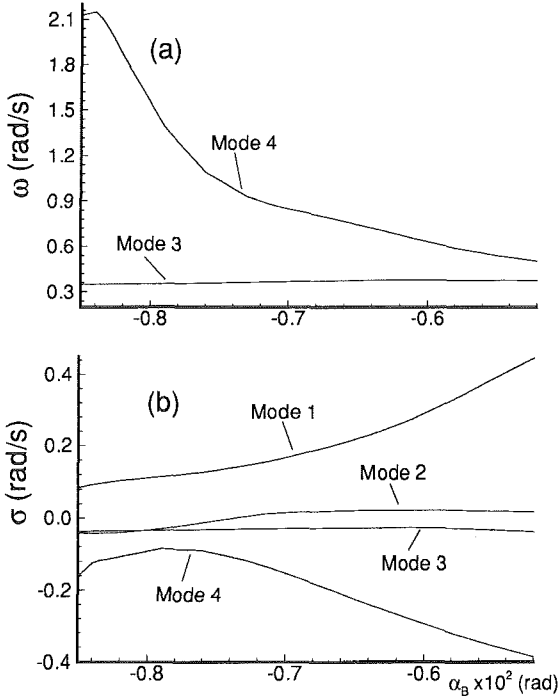 2.1
(a)
1.8
1.5
Mode 4
1.2
ω (rad/s)
0.9
Mode 3
0.6
0.3
-0.8
-0.7
-0.6
0.4
(b)
Mode 1
0.2
Mode 2
σ (rad/s)
0.0
Mode 3
-0.2
Mode 4
-0.4
-0.8
-0.7
-0.6
α_B x10² (rad)